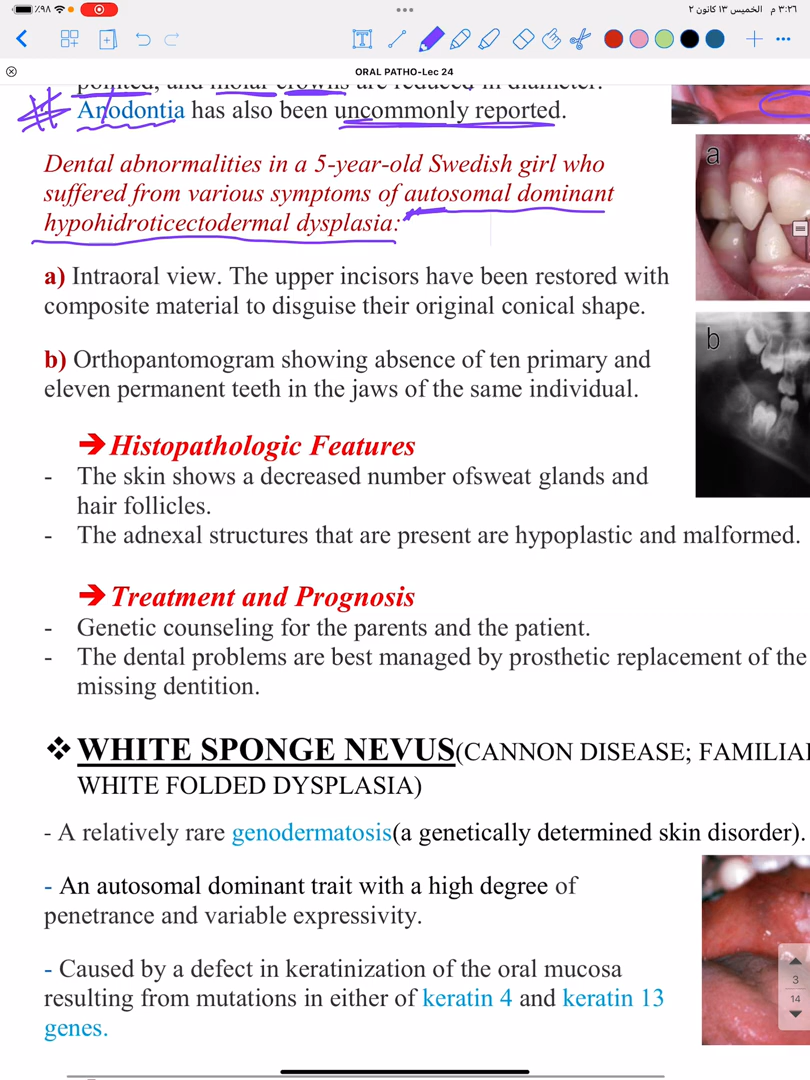 ٪٩٨
٣:٢٦ م الخميس ١٣ كانون ٢
ORAL PATHO-Lec 24
pointed, and molar crowns are reduced in diameter.
Anodontia has also been uncommonly reported.
Dental abnormalities in a 5-year-old Swedish girl who
suffered from various symptoms of autosomal dominant
hypohidroticectodermal dysplasia:
a
a) Intraoral view. The upper incisors have been restored with
composite material to disguise their original conical shape.
b
b) Orthopantomogram showing absence of ten primary and
eleven permanent teeth in the jaws of the same individual.
➔ Histopathologic Features
- The skin shows a decreased number ofsweat glands and
hair follicles.
- The adnexal structures that are present are hypoplastic and malformed.
➔ Treatment and Prognosis
- Genetic counseling for the parents and the patient.
- The dental problems are best managed by prosthetic replacement of the
missing dentition.
❖ WHITE SPONGE NEVUS(CANNON DISEASE; FAMILIAL
WHITE FOLDED DYSPLASIA)
- A relatively rare genodermatosis(a genetically determined skin disorder).
- An autosomal dominant trait with a high degree of
penetrance and variable expressivity.
- Caused by a defect in keratinization of the oral mucosa
resulting from mutations in either of keratin 4 and keratin 13
genes.
3
14